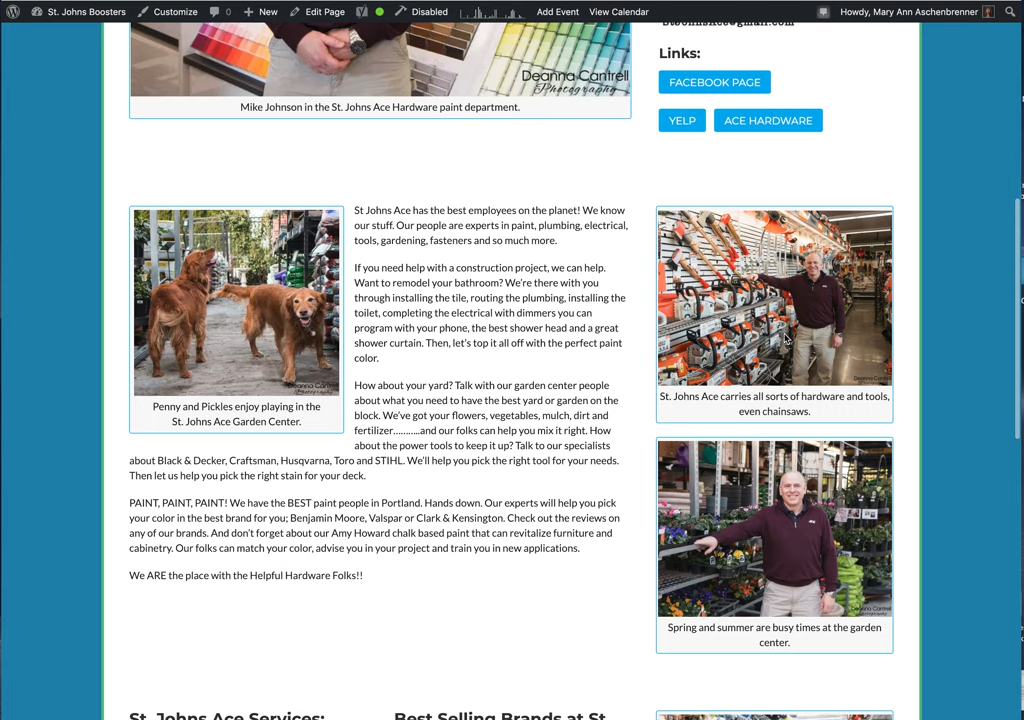 St. Johns Boosters Customize 0 New Edit Page Disabled Add Event View Calendar Howdy, Mary Ann Aschenbrenner
StJohnsAce@gmail.com
Links:
FACEBOOK PAGE
YELP ACE HARDWARE
Deanna Cantrell
Photography
Mike Johnson in the St. Johns Ace Hardware paint department.
Deanna Cantrell
Penny and Pickles enjoy playing in the
St. Johns Ace Garden Center.
St Johns Ace has the best employees on the planet! We know
our stuff. Our people are experts in paint, plumbing, electrical,
tools, gardening, fasteners and so much more.
If you need help with a construction project, we can help.
Want to remodel your bathroom? We're there with you
through installing the tile, routing the plumbing, installing the
toilet, completing the electrical with dimmers you can
program with your phone, the best shower head and a great
shower curtain. Then, let's top it all off with the perfect paint
color.
How about your yard? Talk with our garden center people
about what you need to have the best yard or garden on the
block. We've got your flowers, vegetables, mulch, dirt and
fertilizer………..and our folks can help you mix it right. How
about the power tools to keep it up? Talk to our specialists
about Black & Decker, Craftsman, Husqvarna, Toro and STIHL. We'll help you pick the right tool for your needs.
Then let us help you pick the right stain for your deck.
PAINT, PAINT, PAINT! We have the BEST paint people in Portland. Hands down. Our experts will help you pick
your color in the best brand for you; Benjamin Moore, Valspar or Clark & Kensington. Check out the reviews on
any of our brands. And don't forget about our Amy Howard chalk based paint that can revitalize furniture and
cabinetry. Our folks can match your color, advise you in your project and train you in new applications.
We ARE the place with the Helpful Hardware Folks!!
Deanna Cantrell
St. Johns Ace carries all sorts of hardware and tools,
even chainsaws.
Deanna Cantrell
Spring and summer are busy times at the garden
center.
St. Johns Ace Services:
Best Selling Brands at St.